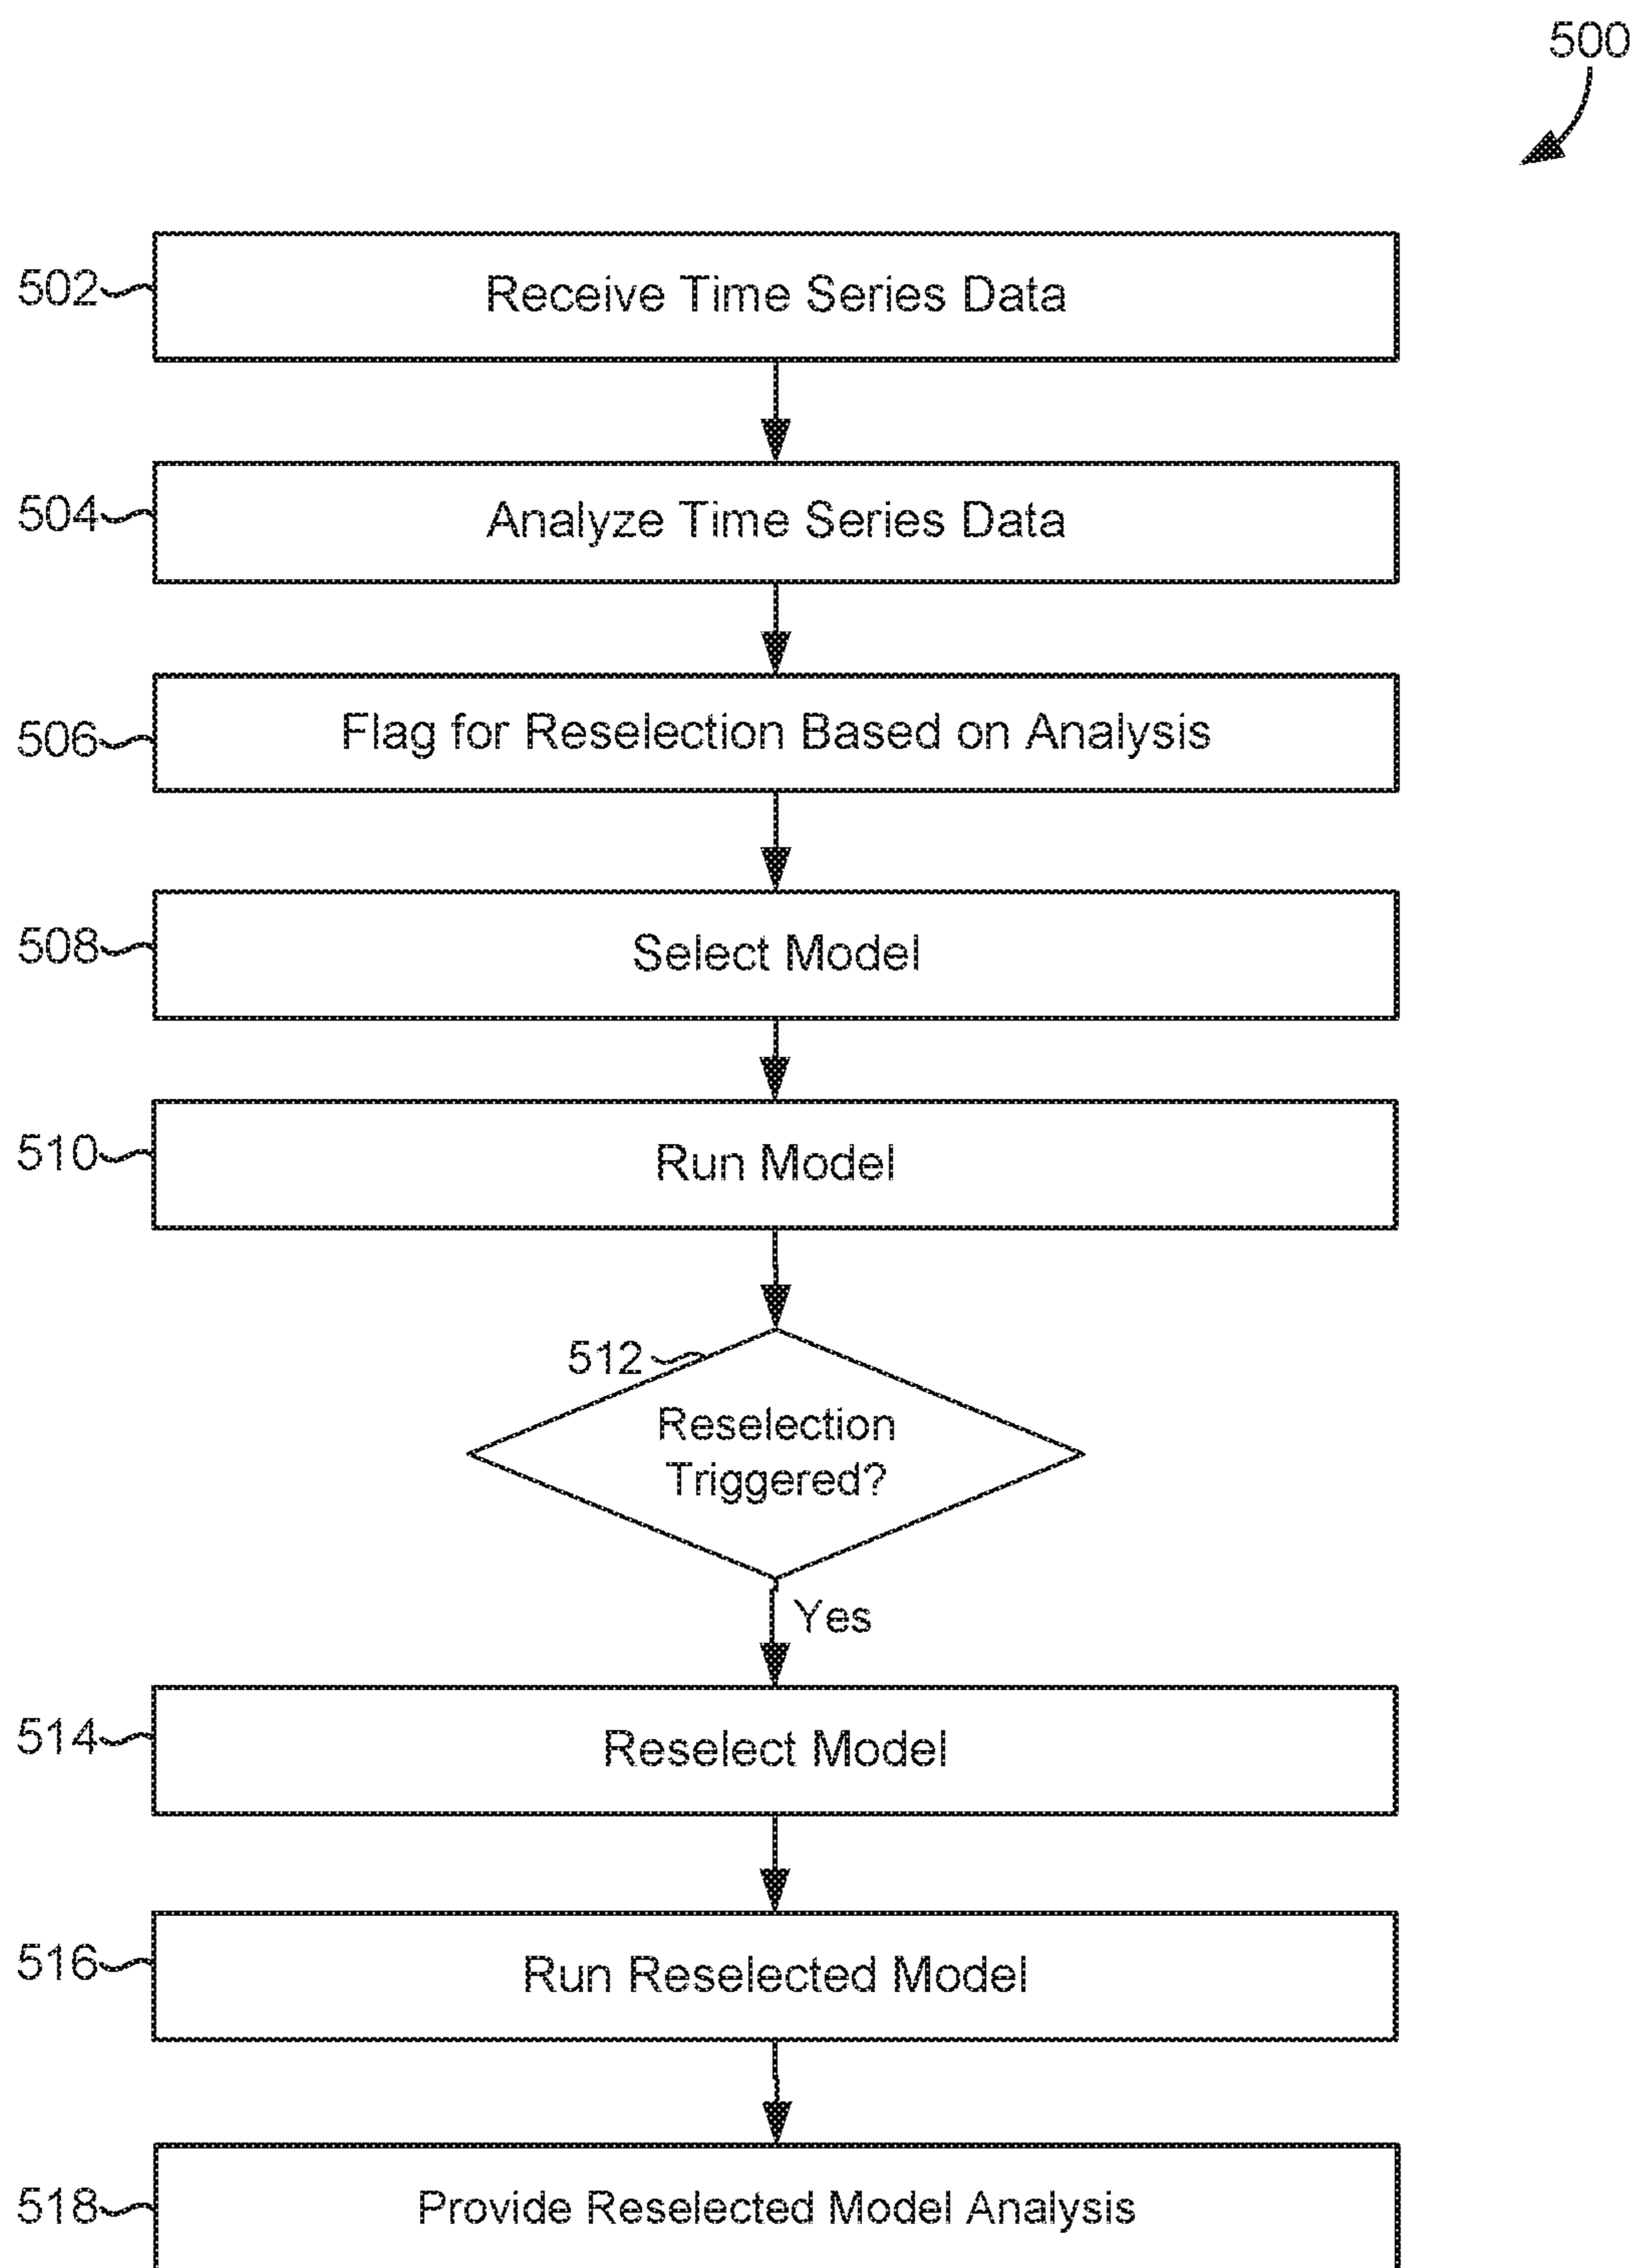 500
502 Receive Time Series Data
504 Analyze Time Series Data
506 Flag for Reselection Based on Analysis
508 Select Model
510 Run Model
512
Reselection
Triggered?
Yes
514 Reselect Model
516 Run Reselected Model
518 Provide Reselected Model Analysis